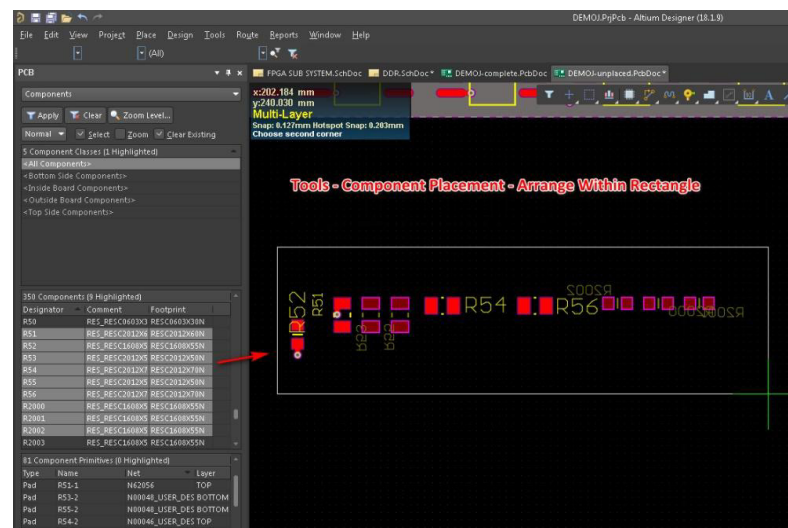 DEMOJ.PrjPcb - Altium Designer (18.1.9)
File Edit View Project Place Design Tools Route Reports Window Help
(All)
PCB
FPGA SUB SYSTEM.SchDoc DDR.SchDoc * DEMOJ-complete.PcbDoc DEMOJ-unplaced.PcbDoc *
Components
x:202.184 mm
y:240.030 mm
Multi-Layer
Snap: 0.127mm Hotspot Snap: 0.203mm
Choose second corner
Apply Clear Zoom Level...
Normal Select Zoom Clear Existing
5 Component Classes (1 Highlighted)
<All Components>
<Bottom Side Components>
<Inside Board Components>
<Outside Board Components>
<Top Side Components>
Tools - Component Placement - Arrange Within Rectangle
R52 R51 R53 R55 R54 R56 R2002 R2000 R2001
350 Components (9 Highlighted)
Designator Comment Footprint
R50 RES_RESC0603X3 RESC0603X30N
R51 RES_RESC2012X6 RESC2012X60N
R52 RES_RESC1608X5 RESC1608X55N
R53 RES_RESC2012X5 RESC2012X50N
R54 RES_RESC2012X7 RESC2012X70N
R55 RES_RESC2012X5 RESC2012X50N
R56 RES_RESC2012X7 RESC2012X70N
R2000 RES_RESC1608X5 RESC1608X55N
R2001 RES_RESC1608X5 RESC1608X55N
R2002 RES_RESC1608X5 RESC1608X55N
R2003 RES_RESC1608X5 RESC1608X55N
81 Component Primitives (0 Highlighted)
Type Name Net Layer
Pad R51-1 N62056 TOP
Pad R53-2 N00048_USER_DES BOTTOM
Pad R55-2 N00048_USER_DES BOTTOM
Pad R54-2 N00046_USER_DES TOP